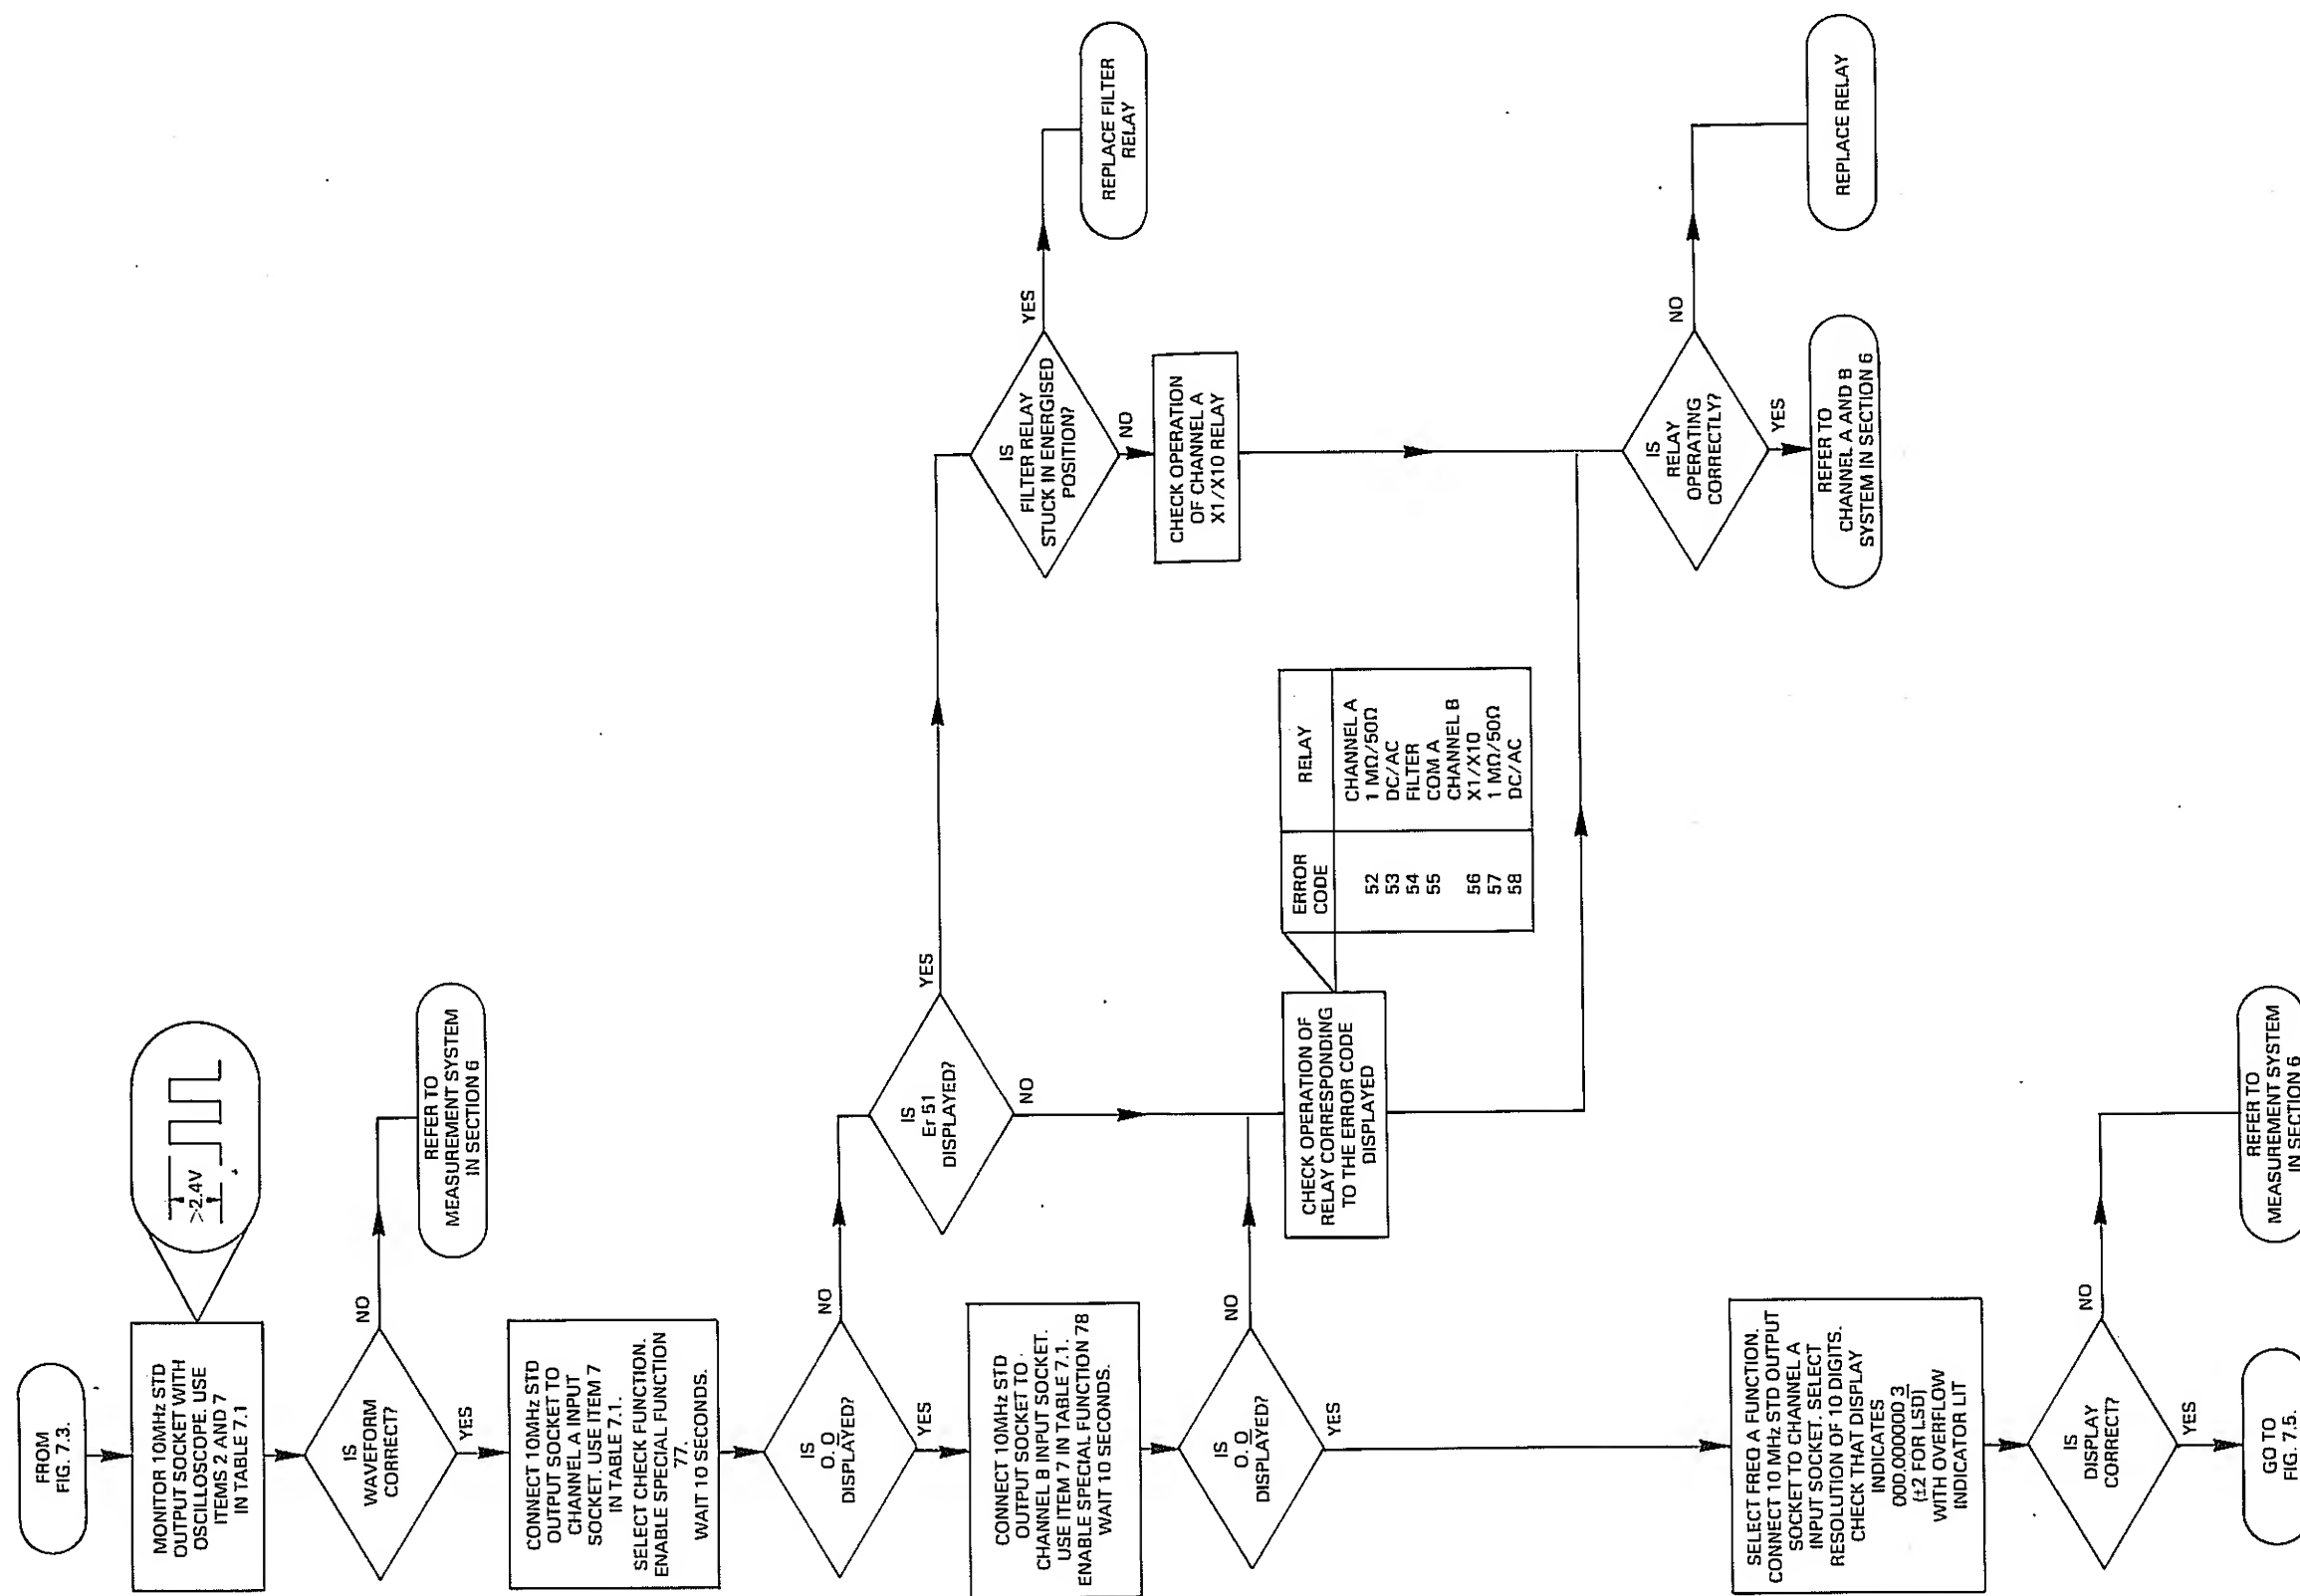 FROM
FIG. 7.3.
MONITOR 10MHz STD
OUTPUT SOCKET WITH
OSCILLOSCOPE. USE
ITEMS 2 AND 7
IN TABLE 7.1
>2.4V
IS
WAVEFORM
CORRECT?
NO
YES
REFER TO
MEASUREMENT SYSTEM
IN SECTION 6
CONNECT 10MHz STD
OUTPUT SOCKET TO
CHANNEL A INPUT
SOCKET. USE ITEM 7
IN TABLE 7.1.
SELECT CHECK FUNCTION.
ENABLE SPECIAL FUNCTION
77.
WAIT 10 SECONDS.
IS
0.0
DISPLAYED?
NO
YES
IS
Er 51
DISPLAYED?
YES
NO
IS
FILTER RELAY
STUCK IN ENERGISED
POSITION?
YES
NO
REPLACE FILTER
RELAY
CHECK OPERATION
OF CHANNEL A
X1/X10 RELAY
CONNECT 10MHz STD
OUTPUT SOCKET TO
CHANNEL B INPUT SOCKET.
USE ITEM 7 IN TABLE 7.1.
ENABLE SPECIAL FUNCTION 78
WAIT 10 SECONDS.
IS
0.0
DISPLAYED?
NO
YES
CHECK OPERATION OF
RELAY CORRESPONDING
TO THE ERROR CODE
DISPLAYED
ERROR
CODE
RELAY
CHANNEL A
52 1 MΩ/50Ω
53 DC/AC
54 FILTER
55 COM A
CHANNEL B
56 X1/X10
57 1 MΩ/50Ω
58 DC/AC
IS
RELAY
OPERATING
CORRECTLY?
NO
YES
REPLACE RELAY
REFER TO
CHANNEL A AND B
SYSTEM IN SECTION 6
SELECT FREQ A FUNCTION.
CONNECT 10 MHz STD OUTPUT
SOCKET TO CHANNEL A
INPUT SOCKET. SELECT
RESOLUTION OF 10 DIGITS.
CHECK THAT DISPLAY
INDICATES
000.000000 3
(±2 FOR LSD)
WITH OVERFLOW
INDICATOR LIT
IS
DISPLAY
CORRECT?
NO
YES
REFER TO
MEASUREMENT SYSTEM
IN SECTION 6
GO TO
FIG. 7.5.